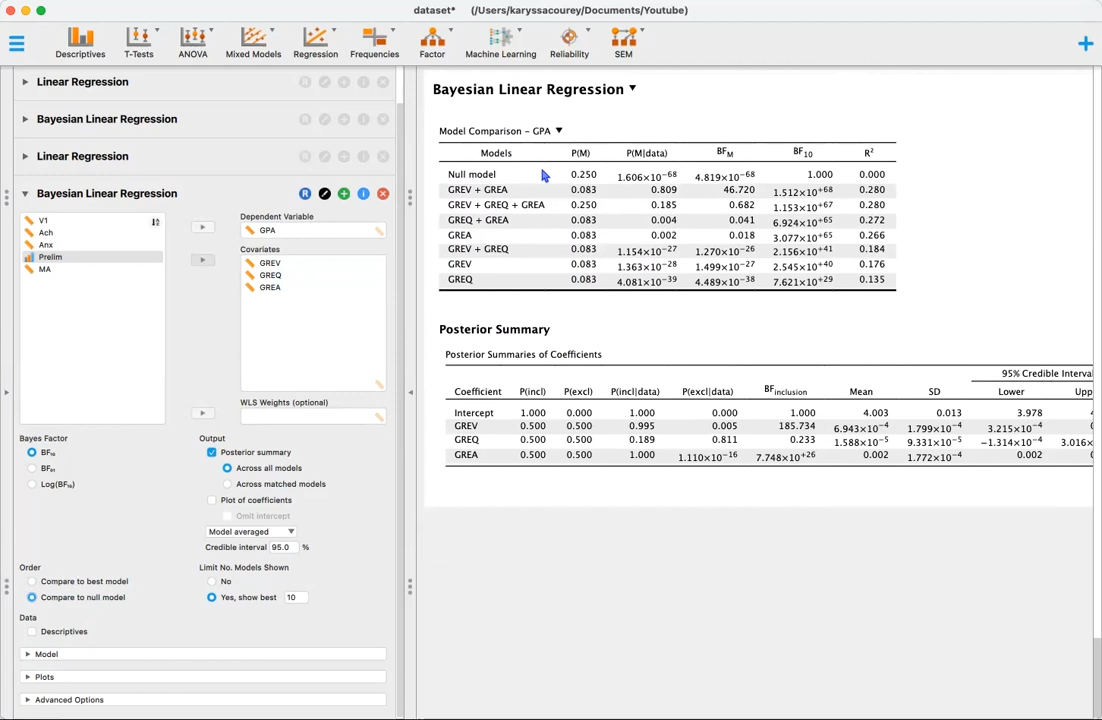 dataset* (/Users/karyssacourey/Documents/Youtube)
Descriptives T-Tests ANOVA Mixed Models Regression Frequencies Factor Machine Learning Reliability SEM
Linear Regression
Bayesian Linear Regression
Linear Regression
Bayesian Linear Regression
V1
Ach
Anx
Prelim
MA
Dependent Variable
GPA
Covariates
GREV
GREQ
GREA
WLS Weights (optional)
Bayes Factor
BF₁₀
BF₀₁
Log(BF₁₀)
Output
Posterior summary
Across all models
Across matched models
Plot of coefficients
Omit intercept
Model averaged
Credible interval 95.0 %
Order
Compare to best model
Compare to null model
Limit No. Models Shown
No
Yes, show best 10
Data
Descriptives
Model
Plots
Advanced Options
Bayesian Linear Regression
Model Comparison - GPA
Models P(M) P(M|data) BF_M BF₁₀ R²
Null model 0.250 1.606×10⁻⁶⁸ 4.819×10⁻⁶⁸ 1.000 0.000
GREV + GREA 0.083 0.809 46.720 1.512×10⁺⁶⁸ 0.280
GREV + GREQ + GREA 0.250 0.185 0.682 1.153×10⁺⁶⁷ 0.280
GREQ + GREA 0.083 0.004 0.041 6.924×10⁺⁶⁵ 0.272
GREA 0.083 0.002 0.018 3.077×10⁺⁶⁵ 0.266
GREV + GREQ 0.083 1.154×10⁻²⁷ 1.270×10⁻²⁶ 2.156×10⁺⁴¹ 0.184
GREV 0.083 1.363×10⁻²⁸ 1.499×10⁻²⁷ 2.545×10⁺⁴⁰ 0.176
GREQ 0.083 4.081×10⁻³⁹ 4.489×10⁻³⁸ 7.621×10⁺²⁹ 0.135
Posterior Summary
Posterior Summaries of Coefficients
95% Credible Interval
Coefficient P(incl) P(excl) P(incl|data) P(excl|data) BF_inclusion Mean SD Lower Upp
Intercept 1.000 0.000 1.000 0.000 1.000 4.003 0.013 3.978
GREV 0.500 0.500 0.995 0.005 185.734 6.943×10⁻⁴ 1.799×10⁻⁴ 3.215×10⁻⁴
GREQ 0.500 0.500 0.189 0.811 0.233 1.588×10⁻⁵ 9.331×10⁻⁵ −1.314×10⁻⁴ 3.016×
GREA 0.500 0.500 1.000 1.110×10⁻¹⁶ 7.748×10⁺²⁶ 0.002 1.772×10⁻⁴ 0.002